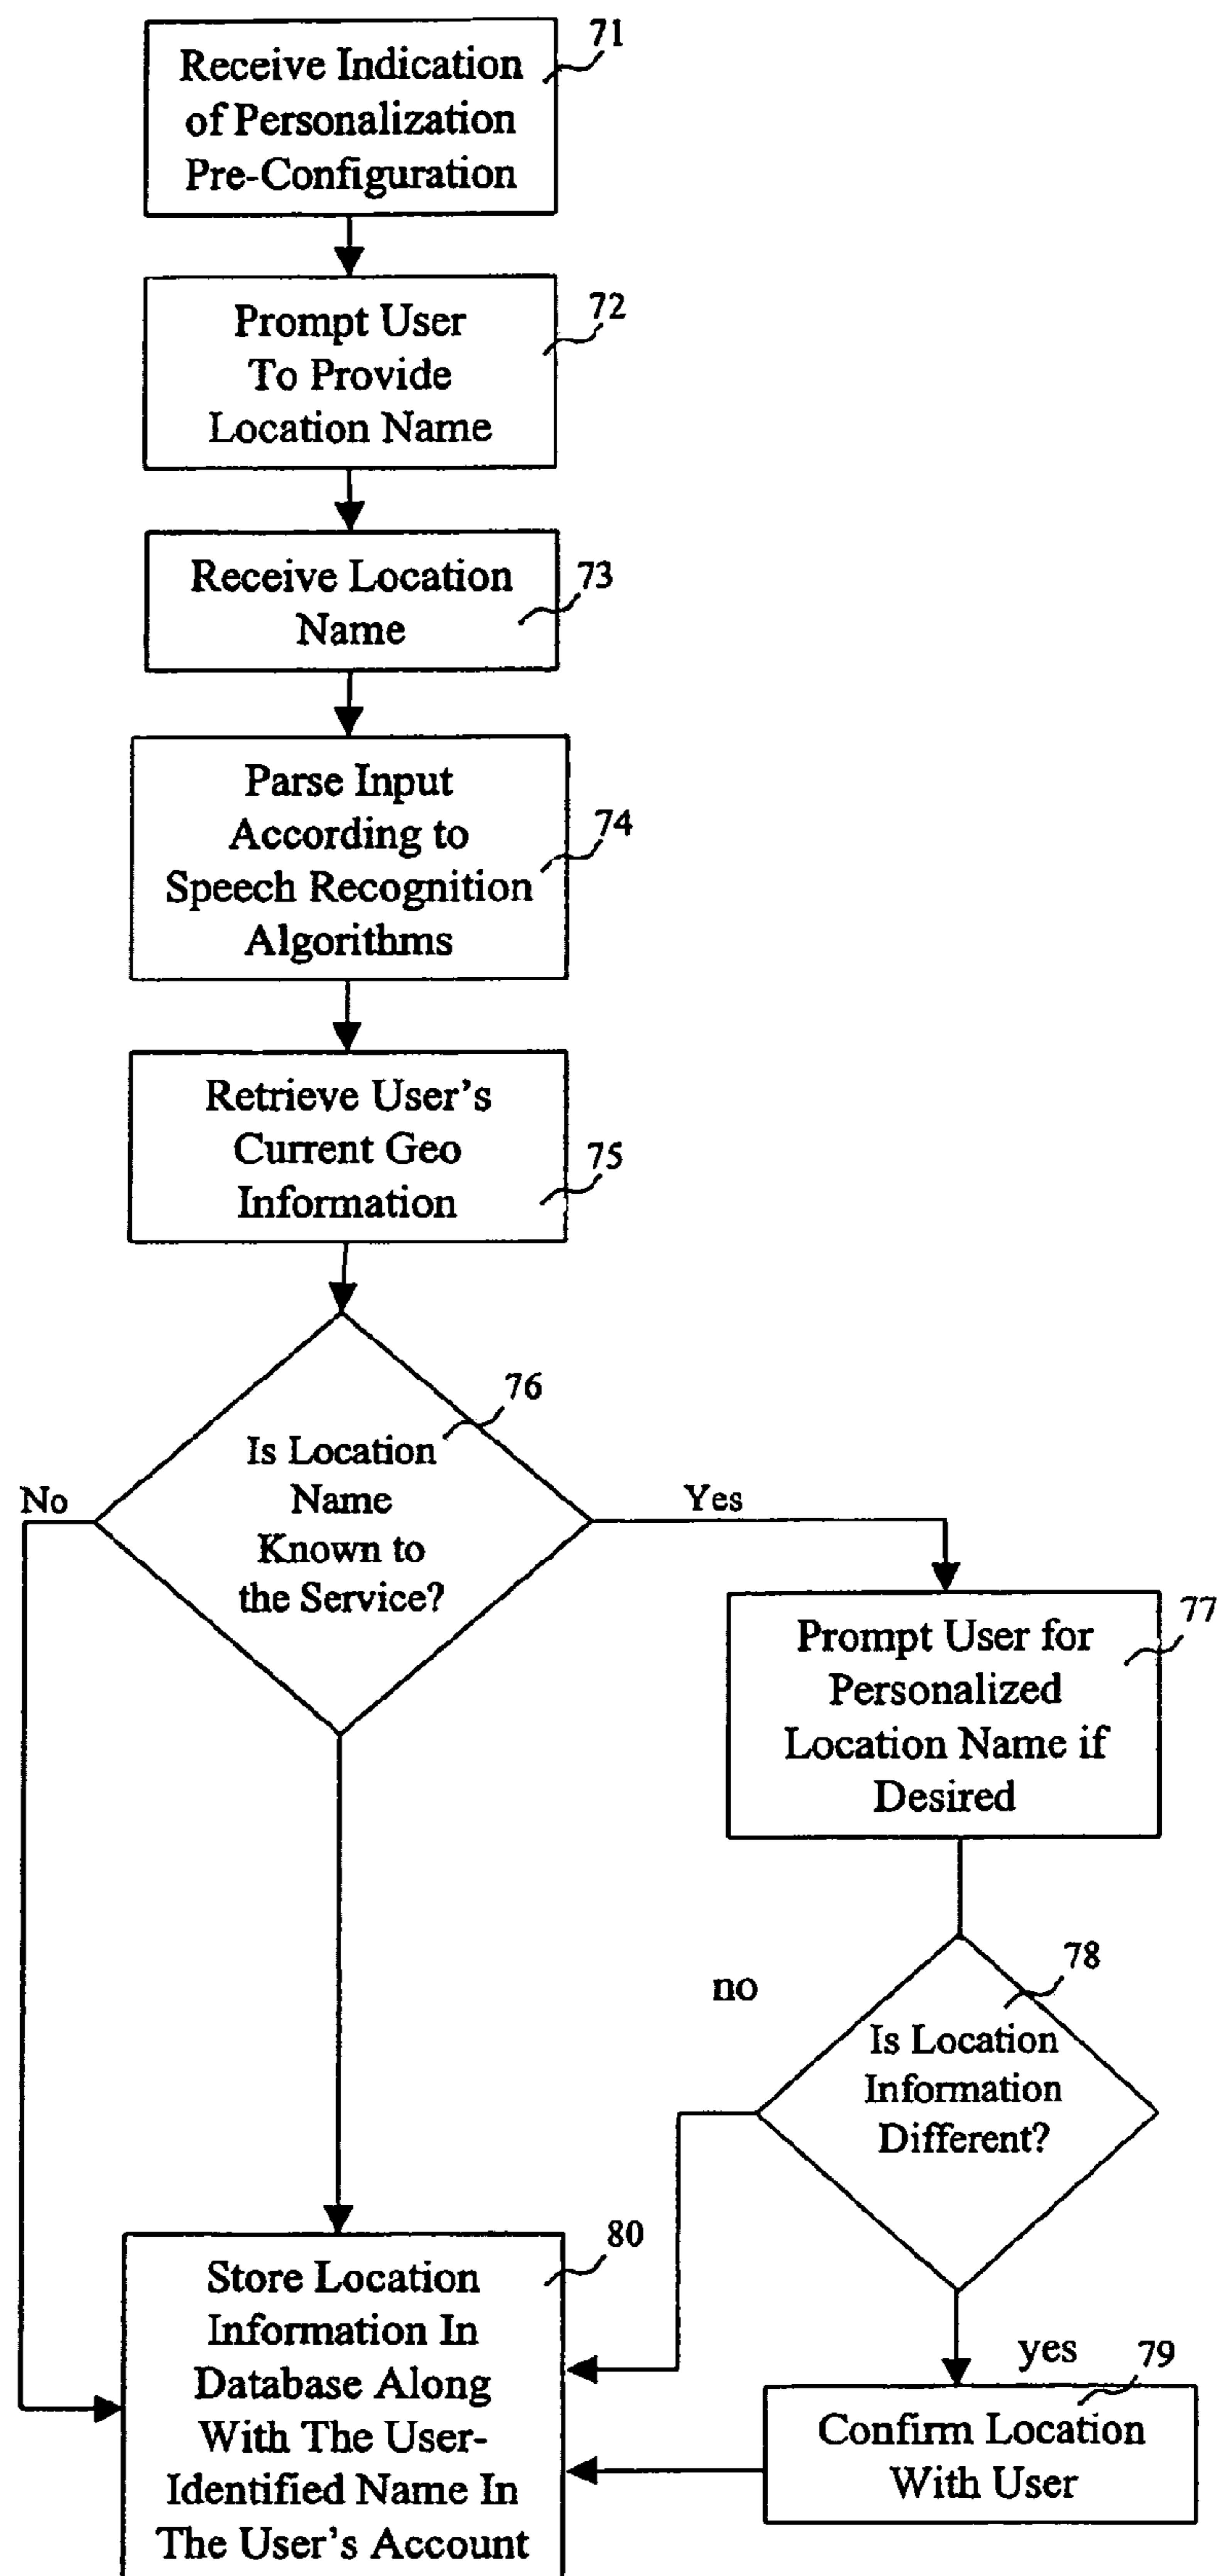 71
Receive Indication
of Personalization
Pre-Configuration
72
Prompt User
To Provide
Location Name
73
Receive Location
Name
74
Parse Input
According to
Speech Recognition
Algorithms
75
Retrieve User's
Current Geo
Information
76
Is Location
Name
Known to
the Service?
No
Yes
77
Prompt User for
Personalized
Location Name if
Desired
78
no
Is Location
Information
Different?
yes
79
Confirm Location
With User
80
Store Location
Information In
Database Along
With The User-
Identified Name In
The User's Account